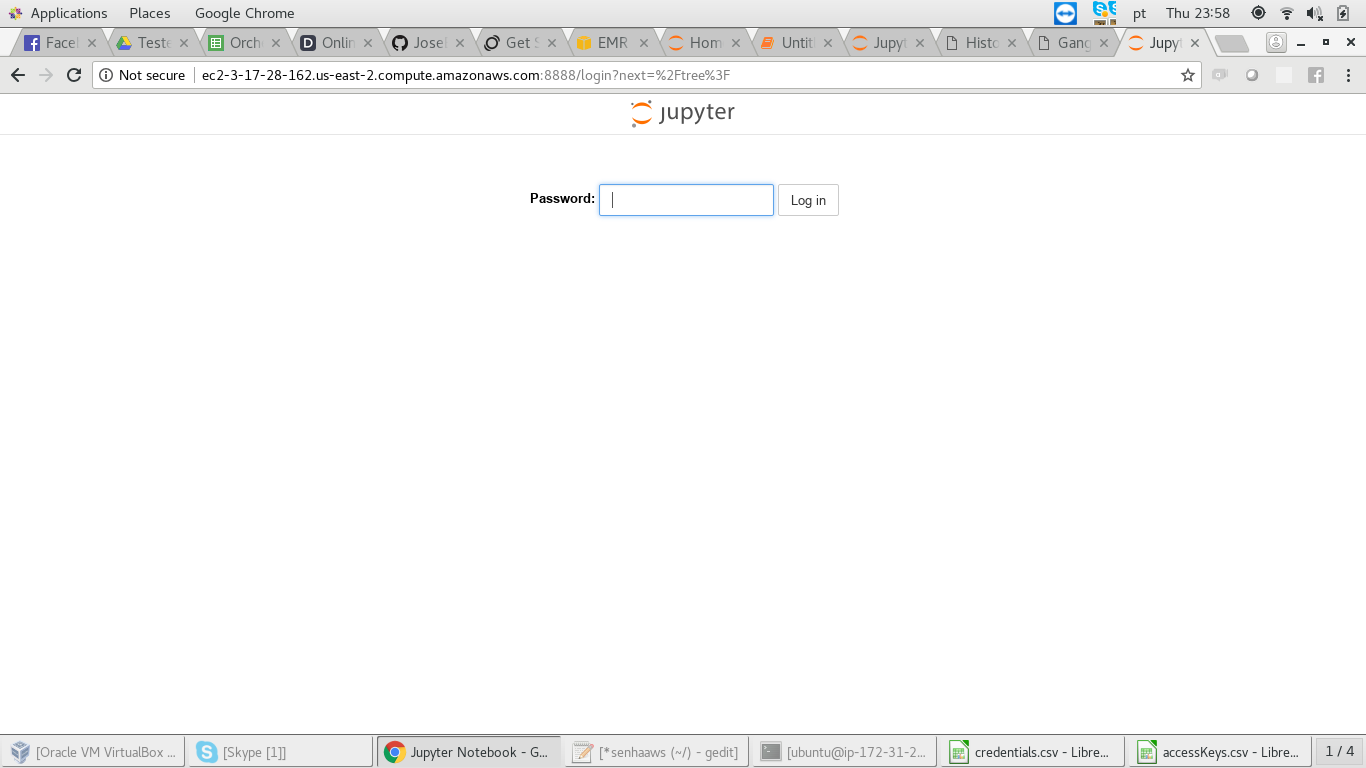 Applications Places Google Chrome pt Thu 23:58
Facel Teste Orche Onlin Josel Get S EMR Hom Untit Jupyt Histo Gang Jupyt
Not secure ec2-3-17-28-162.us-east-2.compute.amazonaws.com:8888/login?next=%2Ftree%3F
jupyter
Password: Log in
[Oracle VM VirtualBox ... [Skype [1]] Jupyter Notebook - G... [*senhaaws (~/) - gedit] [ubuntu@ip-172-31-2... credentials.csv - Libre... accessKeys.csv - Libre... 1 / 4